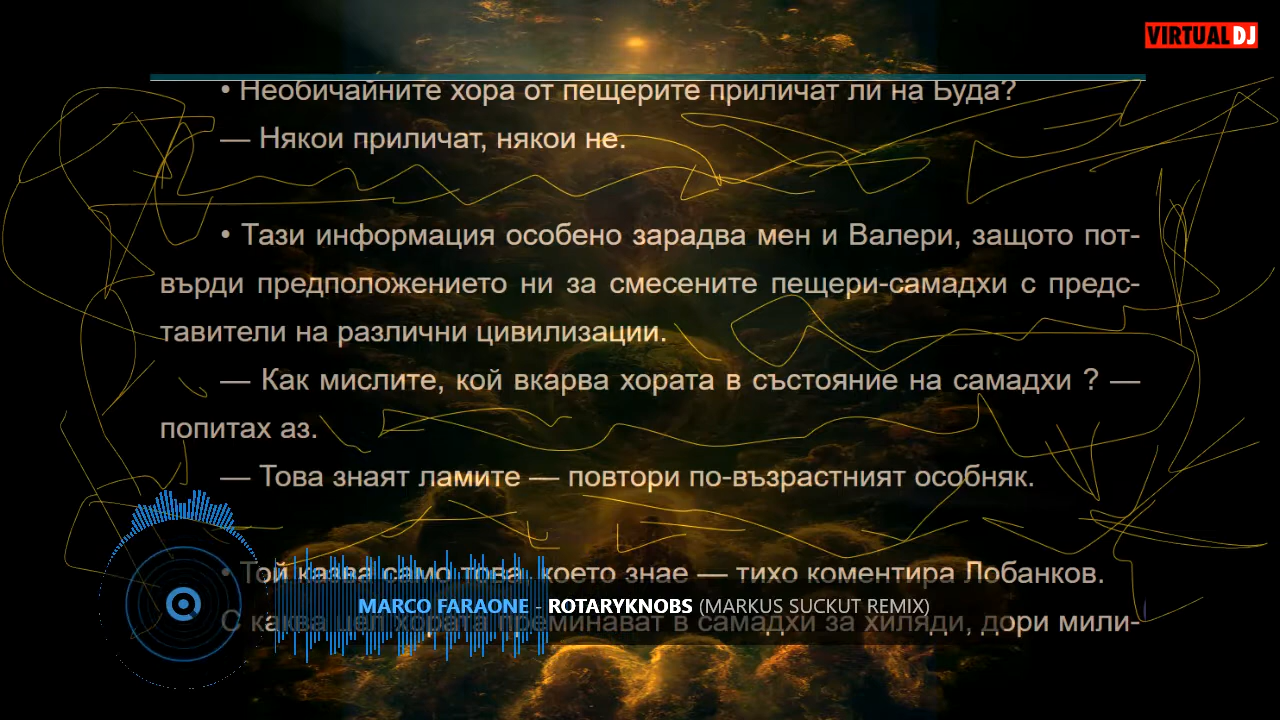 VIRTUAL DJ
• Необичайните хора от пещерите приличат ли на Буда?
— Някои приличат, някои не.
• Тази информация особено зарадва мен и Валери, защото пот-
върди предположението ни за смесените пещери-самадхи с предс-
тавители на различни цивилизации.
— Как мислите, кой вкарва хората в състояние на самадхи ? —
попитах аз.
— Това знаят ламите — повтори по-възрастният особняк.
• Той казва само това, което знае — тихо коментира Лобанков.
MARCO FARAONE - ROTARYKNOBS (MARKUS SUCKUT REMIX)
С каква цел хората преминават в самадхи за хиляди, дори мили-